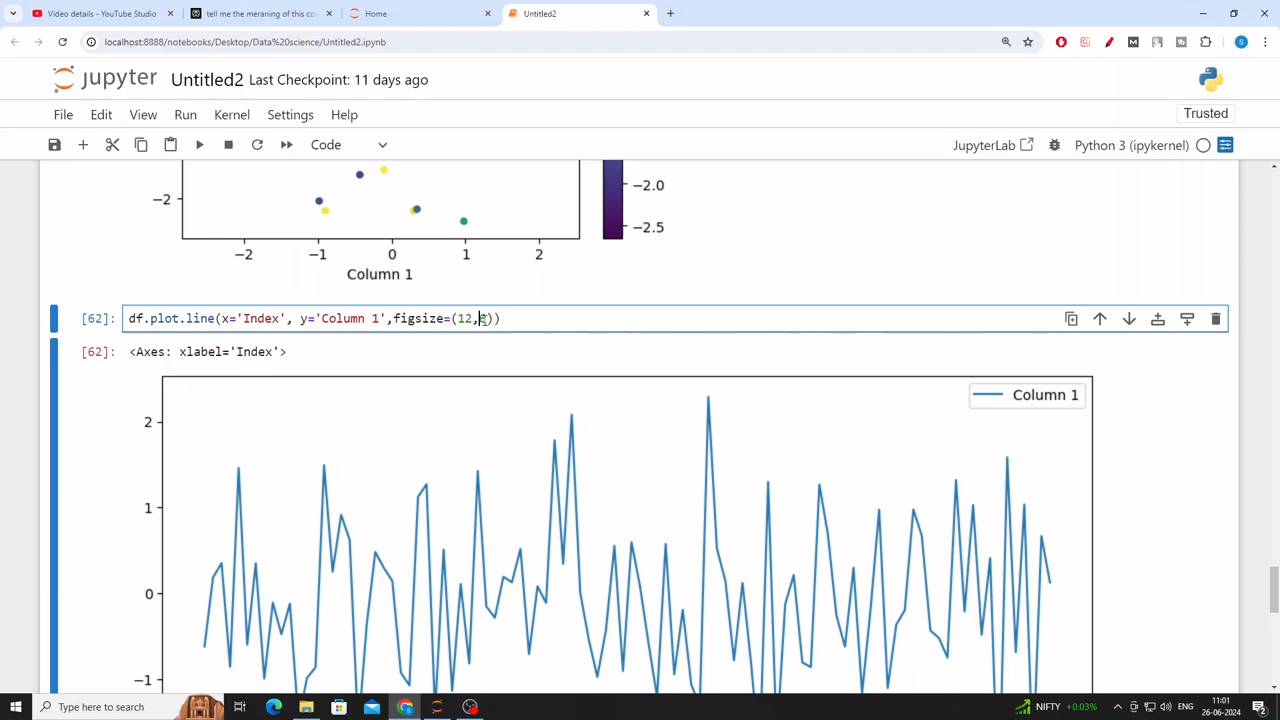 Video details - YouTube Studio
tell me the meraning of this co
Home
Untitled2
localhost:8888/notebooks/Desktop/Data%20science/Untitled2.ipynb
jupyter Untitled2 Last Checkpoint: 11 days ago
File Edit View Run Kernel Settings Help
Trusted
Code
JupyterLab
Python 3 (ipykernel)
−2
−2.0
−2.5
−2 −1 0 1 2
Column 1
[62]: df.plot.line(x='Index', y='Column 1',figsize=(12, ))
[62]: <Axes: xlabel='Index'>
Column 1
2
1
0
−1
Type here to search
NIFTY +0.03%
ENG
11:01
26-06-2024
2